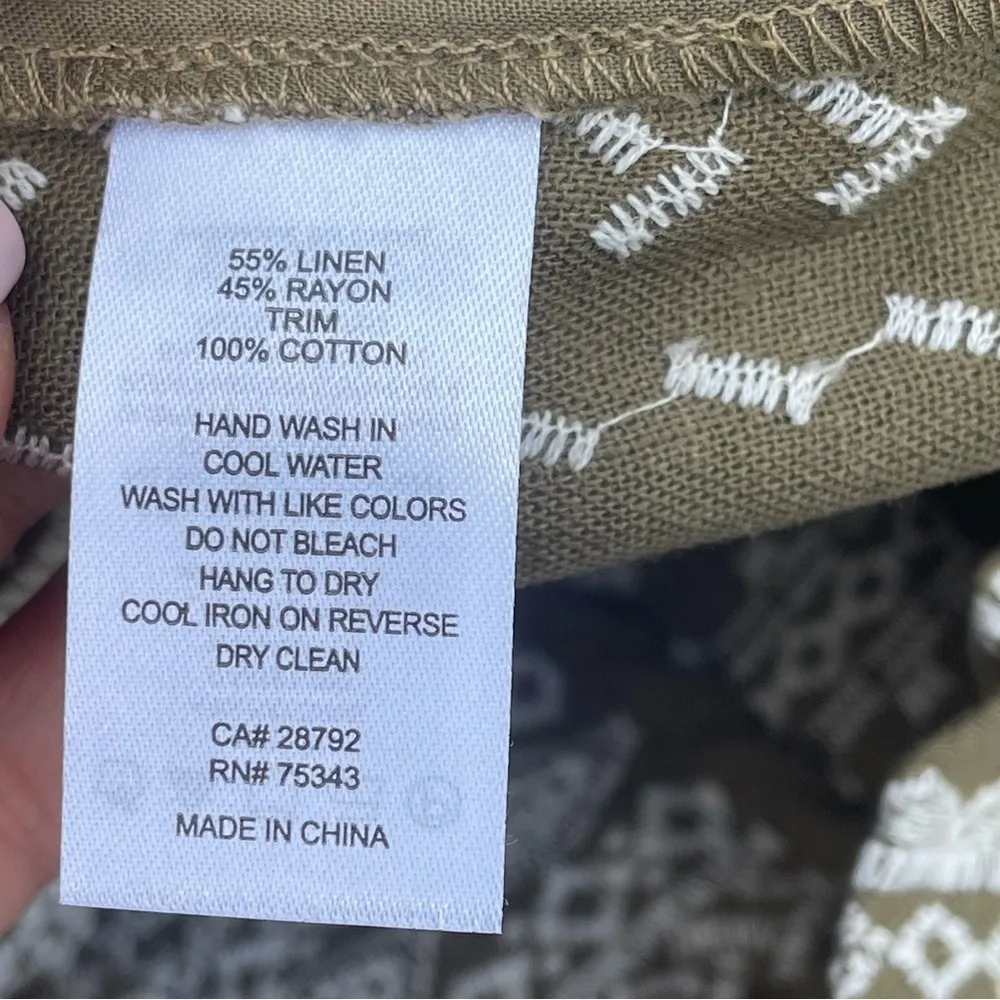 55% LINEN
45% RAYON
TRIM
100% COTTON
HAND WASH IN
COOL WATER
WASH WITH LIKE COLORS
DO NOT BLEACH
HANG TO DRY
COOL IRON ON REVERSE
DRY CLEAN
CA# 28792
RN# 75343
MADE IN CHINA